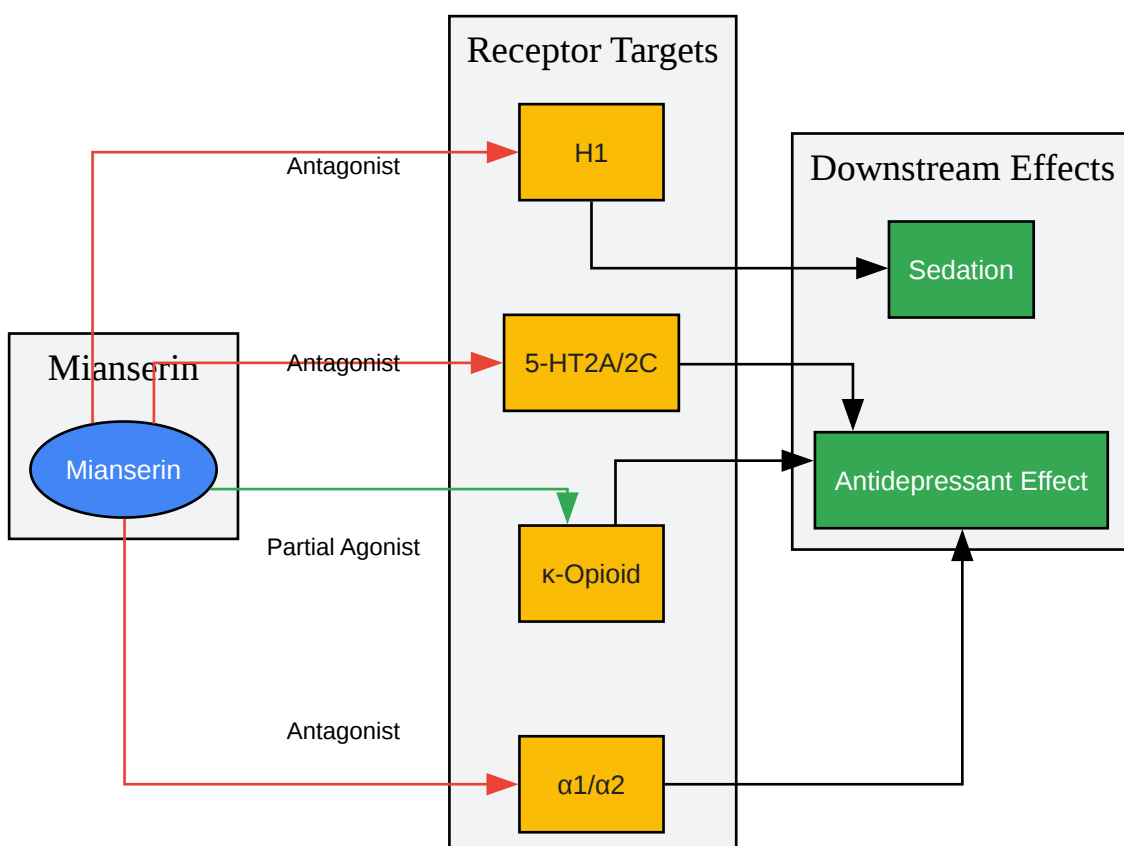 Receptor Targets
H1
Antagonist
Downstream Effects
Sedation
Mianserin
5-HT2A/2C
Antagonist
Mianserin
Antidepressant Effect
Partial Agonist
κ-Opioid
Antagonist
α1/α2